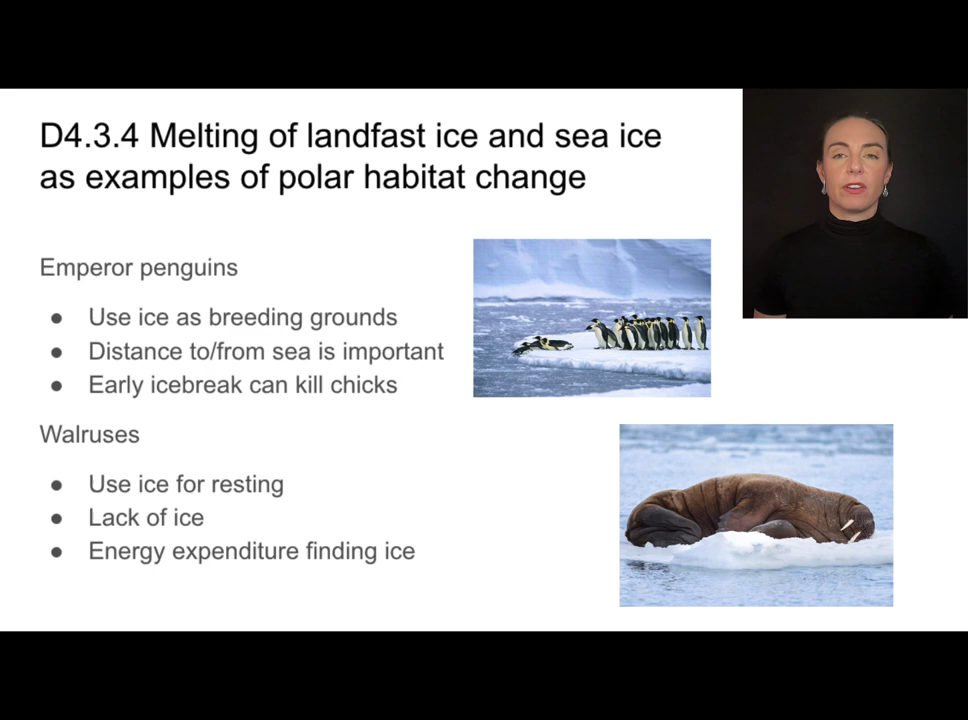 D4.3.4 Melting of landfast ice and sea ice
as examples of polar habitat change
Emperor penguins
● Use ice as breeding grounds
● Distance to/from sea is important
● Early icebreak can kill chicks
Walruses
● Use ice for resting
● Lack of ice
● Energy expenditure finding ice